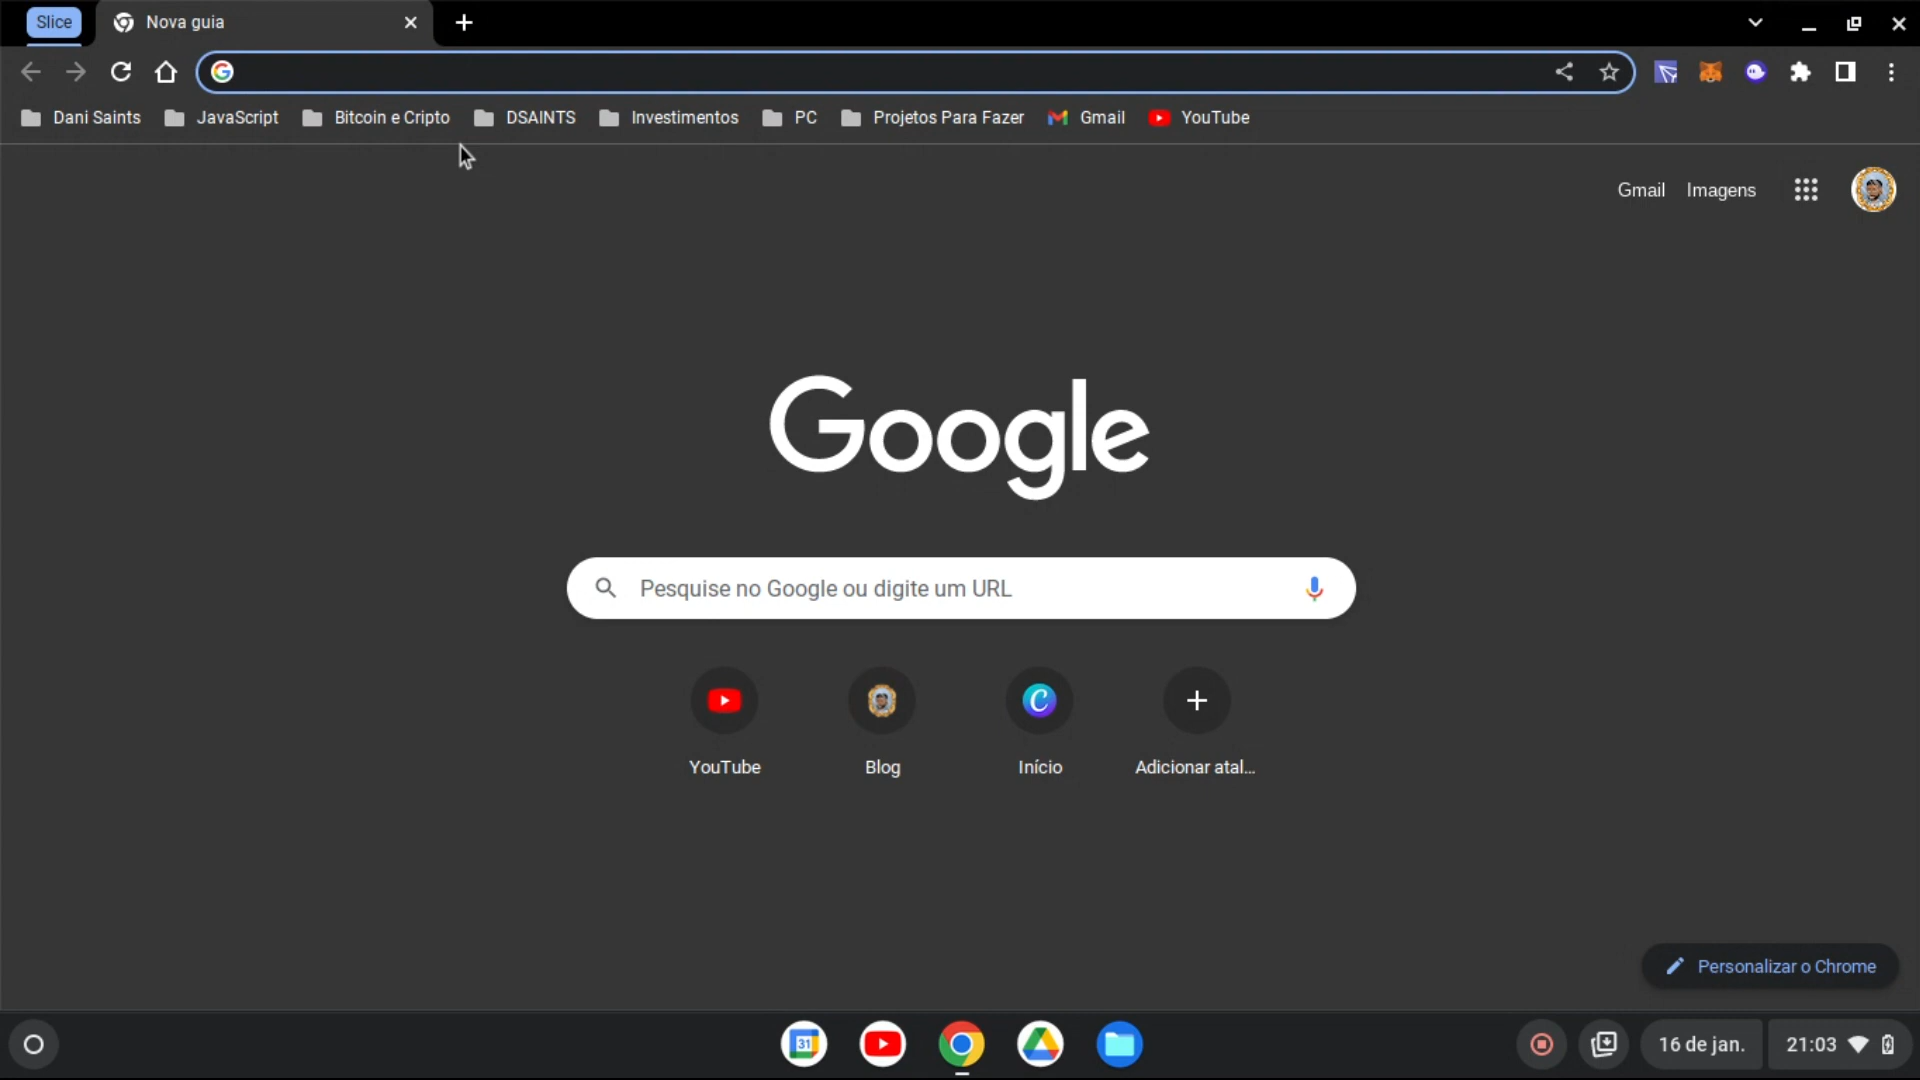 Slice
Nova guia
Dani Saints
JavaScript
Bitcoin e Cripto
DSAINTS
Investimentos
PC
Projetos Para Fazer
Gmail
YouTube
Gmail
Imagens
Google
Pesquise no Google ou digite um URL
YouTube
Blog
Início
Adicionar atal...
Personalizar o Chrome
31
16 de jan.
21:03